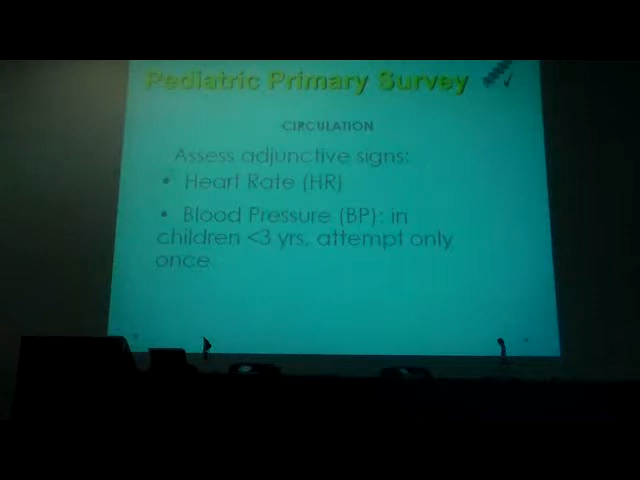 Pediatric Primary Survey
CIRCULATION
Assess adjunctive signs:
• Heart Rate (HR)
• Blood Pressure (BP): in
children <3 yrs, attempt only
once